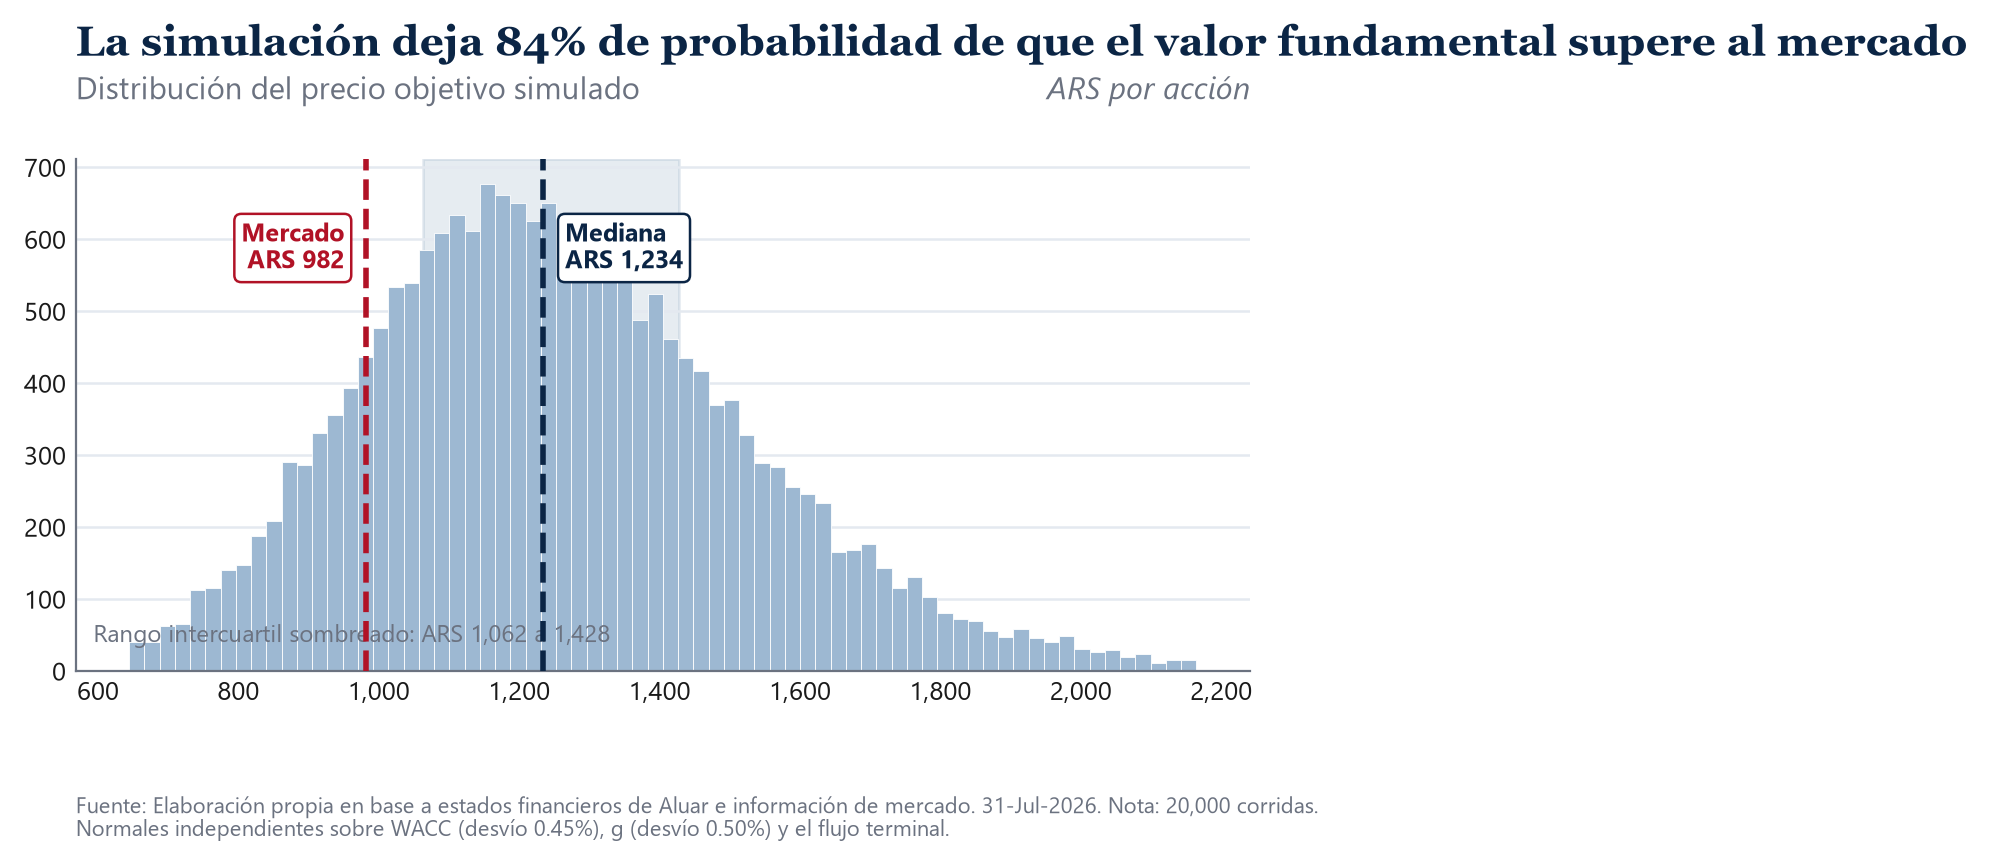 La simulación deja 84% de probabilidad de que el valor fundamental supere al mercado
Distribución del precio objetivo simulado
ARS por acción
700
600
500
400
300
200
100
0
Mercado
ARS 982
Mediana
ARS 1,234
Rango intercuartil sombreado: ARS 1,062 a 1,428
600 800 1,000 1,200 1,400 1,600 1,800 2,000 2,200
Fuente: Elaboración propia en base a estados financieros de Aluar e información de mercado. 31-Jul-2026. Nota: 20,000 corridas.
Normales independientes sobre WACC (desvío 0.45%), g (desvío 0.50%) y el flujo terminal.